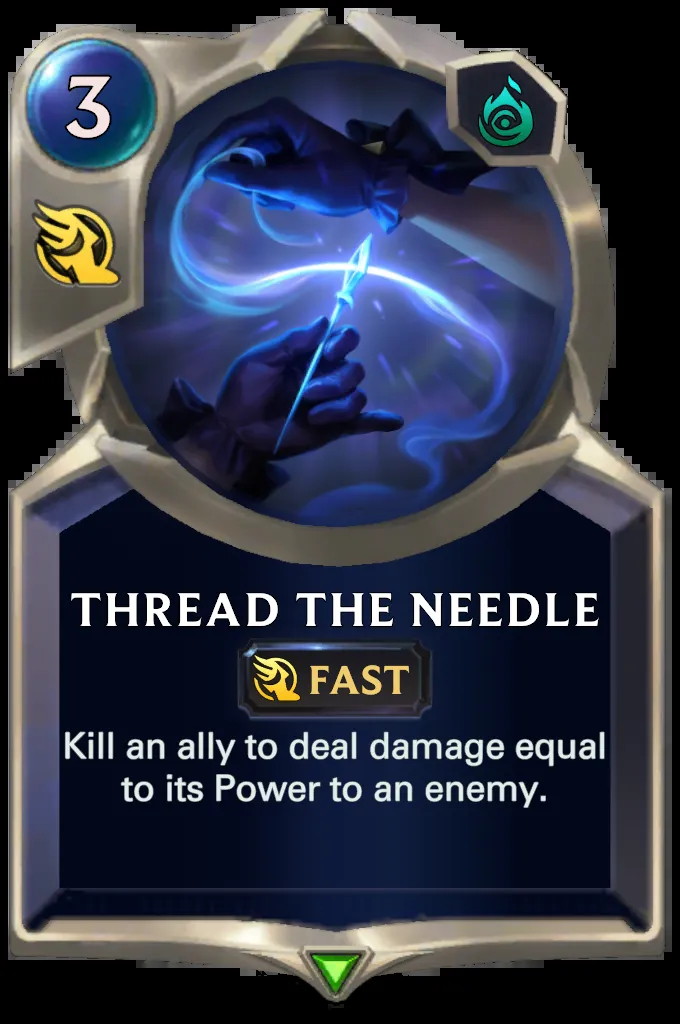 3
THREAD THE NEEDLE
FAST
Kill an ally to deal damage equal
to its Power to an enemy.